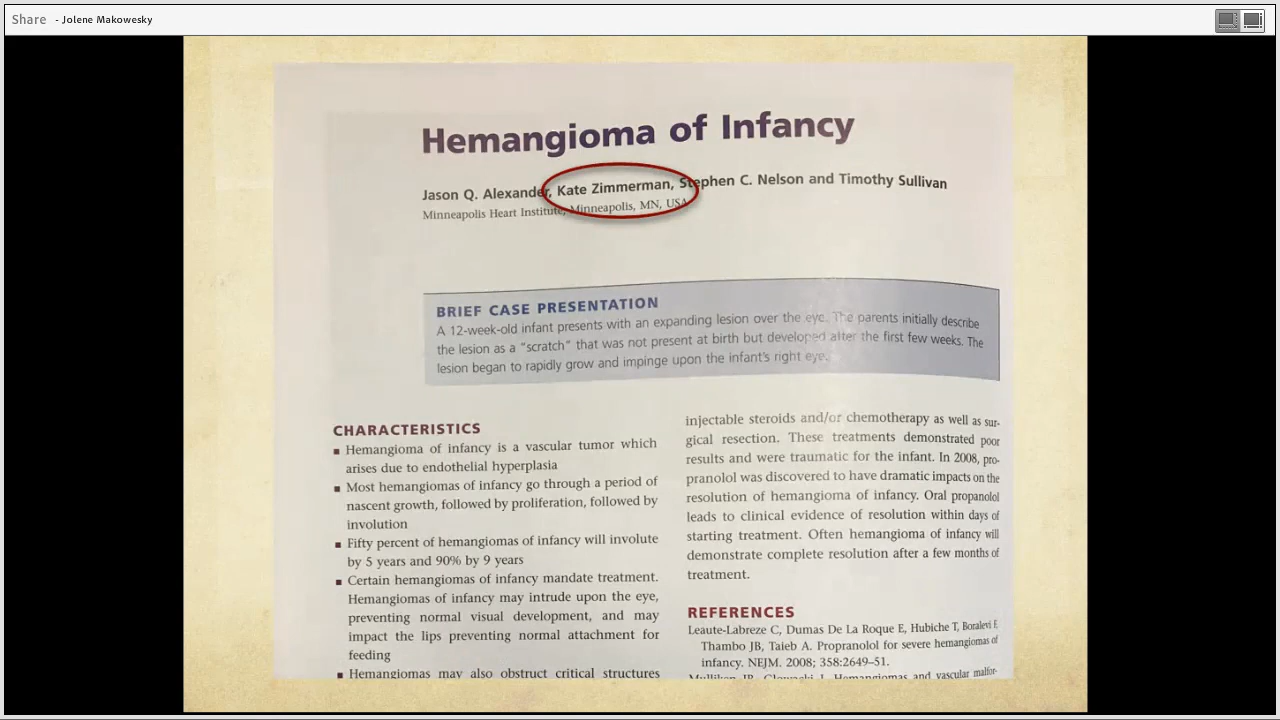 Share - Jolene Makowesky
Hemangioma of Infancy
Jason Q. Alexander, Kate Zimmerman, Stephen C. Nelson and Timothy Sullivan
Minneapolis Heart Institute, Minneapolis, MN, USA
BRIEF CASE PRESENTATION
A 12-week-old infant presents with an expanding lesion over the eye. The parents initially describe
the lesion as a “scratch” that was not present at birth but developed after the first few weeks. The
lesion began to rapidly grow and impinge upon the infant’s right eye.
CHARACTERISTICS
■ Hemangioma of infancy is a vascular tumor which
arises due to endothelial hyperplasia
■ Most hemangiomas of infancy go through a period of
nascent growth, followed by proliferation, followed by
involution
■ Fifty percent of hemangiomas of infancy will involute
by 5 years and 90% by 9 years
■ Certain hemangiomas of infancy mandate treatment.
Hemangiomas of infancy may intrude upon the eye,
preventing normal visual development, and may
impact the lips preventing normal attachment for
feeding
■ Hemangiomas may also obstruct critical structures
injectable steroids and/or chemotherapy as well as sur-
gical resection. These treatments demonstrated poor
results and were traumatic for the infant. In 2008, pro-
pranolol was discovered to have dramatic impacts on the
resolution of hemangioma of infancy. Oral propanolol
leads to clinical evidence of resolution within days of
starting treatment. Often hemangioma of infancy will
demonstrate complete resolution after a few months of
treatment.
REFERENCES
Leaute-Labreze C, Dumas De La Roque E, Hubiche T, Boralevi F,
Thambo JB, Taieb A. Propranolol for severe hemangiomas of
infancy. NEJM. 2008; 358:2649–51.
Mulliken JB, Glowacki J. Hemangiomas and vascular malfor-